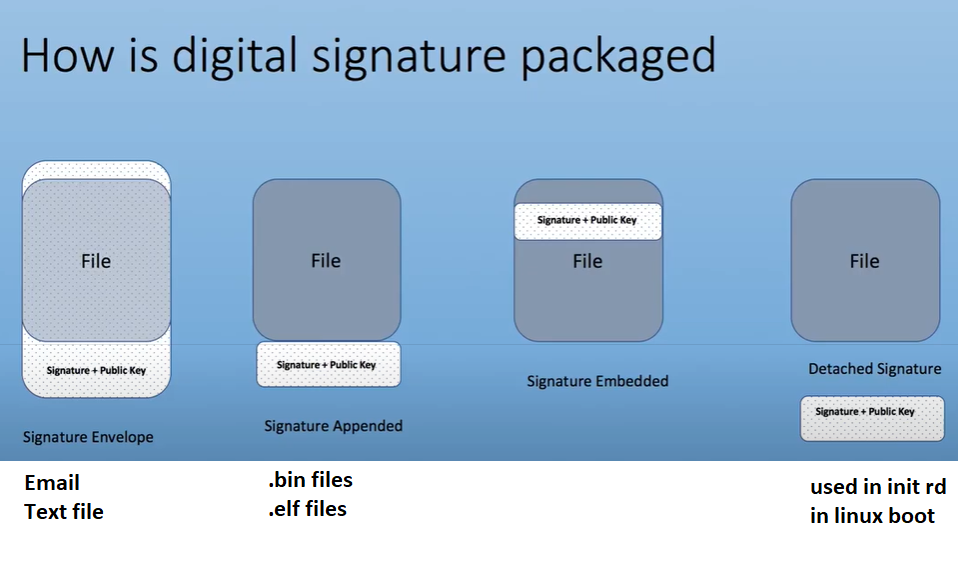 How is digital signature packaged
File
Signature + Public Key
Signature Envelope
Email
Text file
File
Signature + Public Key
Signature Appended
.bin files
.elf files
Signature + Public Key
File
Signature Embedded
File
Detached Signature
Signature + Public Key
used in init rd
in linux boot